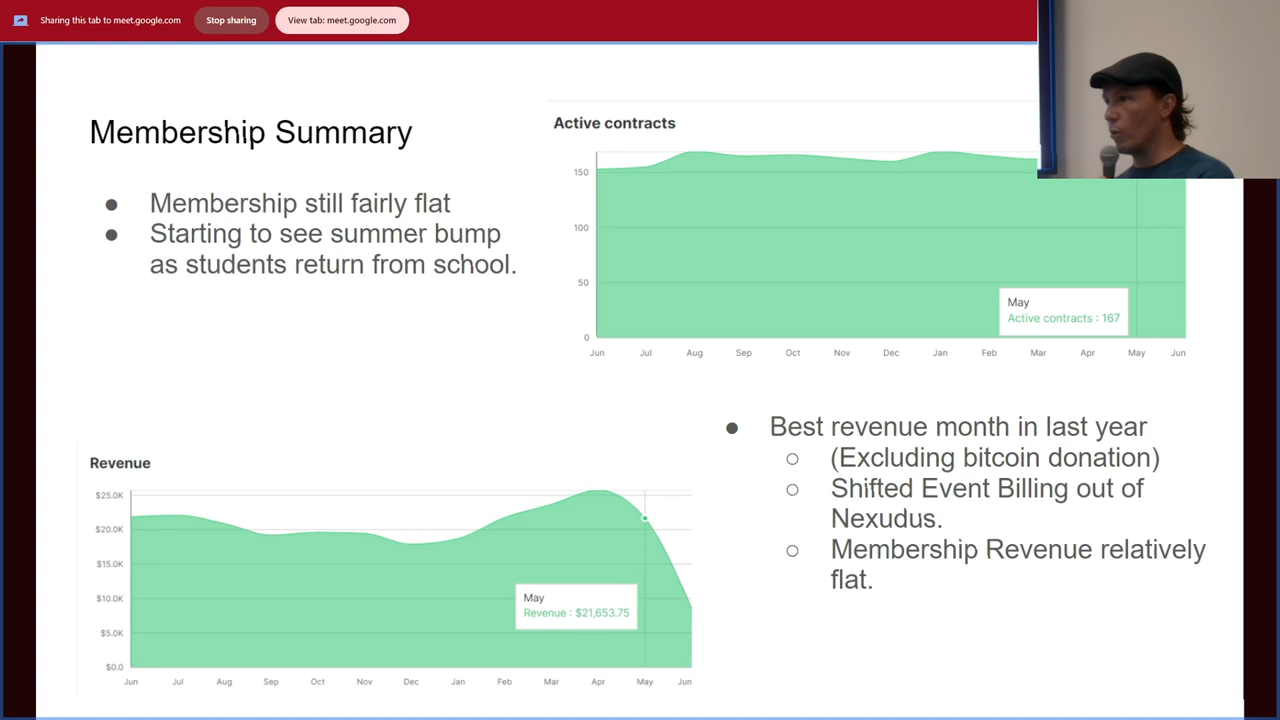 Sharing this tab to meet.google.com
Stop sharing
View tab: meet.google.com
Membership Summary
● Membership still fairly flat
● Starting to see summer bump
as students return from school.
Active contracts
150
100
50
0
May
Active contracts : 167
Jun Jul Aug Sep Oct Nov Dec Jan Feb Mar Apr May Jun
Revenue
$25.0K
$20.0K
$15.0K
$10.0K
$5.0K
$0.0
May
Revenue : $21,653.75
Jun Jul Aug Sep Oct Nov Dec Jan Feb Mar Apr May Jun
● Best revenue month in last year
○ (Excluding bitcoin donation)
○ Shifted Event Billing out of
Nexudus.
○ Membership Revenue relatively
flat.